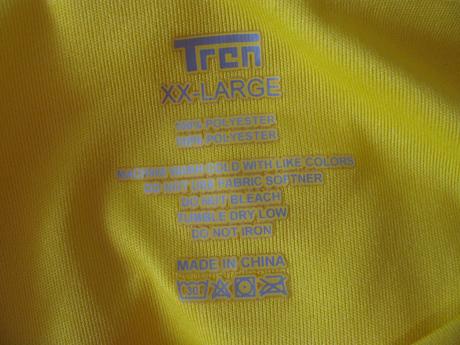 Tren
XX-LARGE
100% POLYESTER
100% POLYESTER
MACHINE WASH COLD WITH LIKE COLORS
DO NOT USE FABRIC SOFTNER
DO NOT BLEACH
TUMBLE DRY LOW
DO NOT IRON
MADE IN CHINA